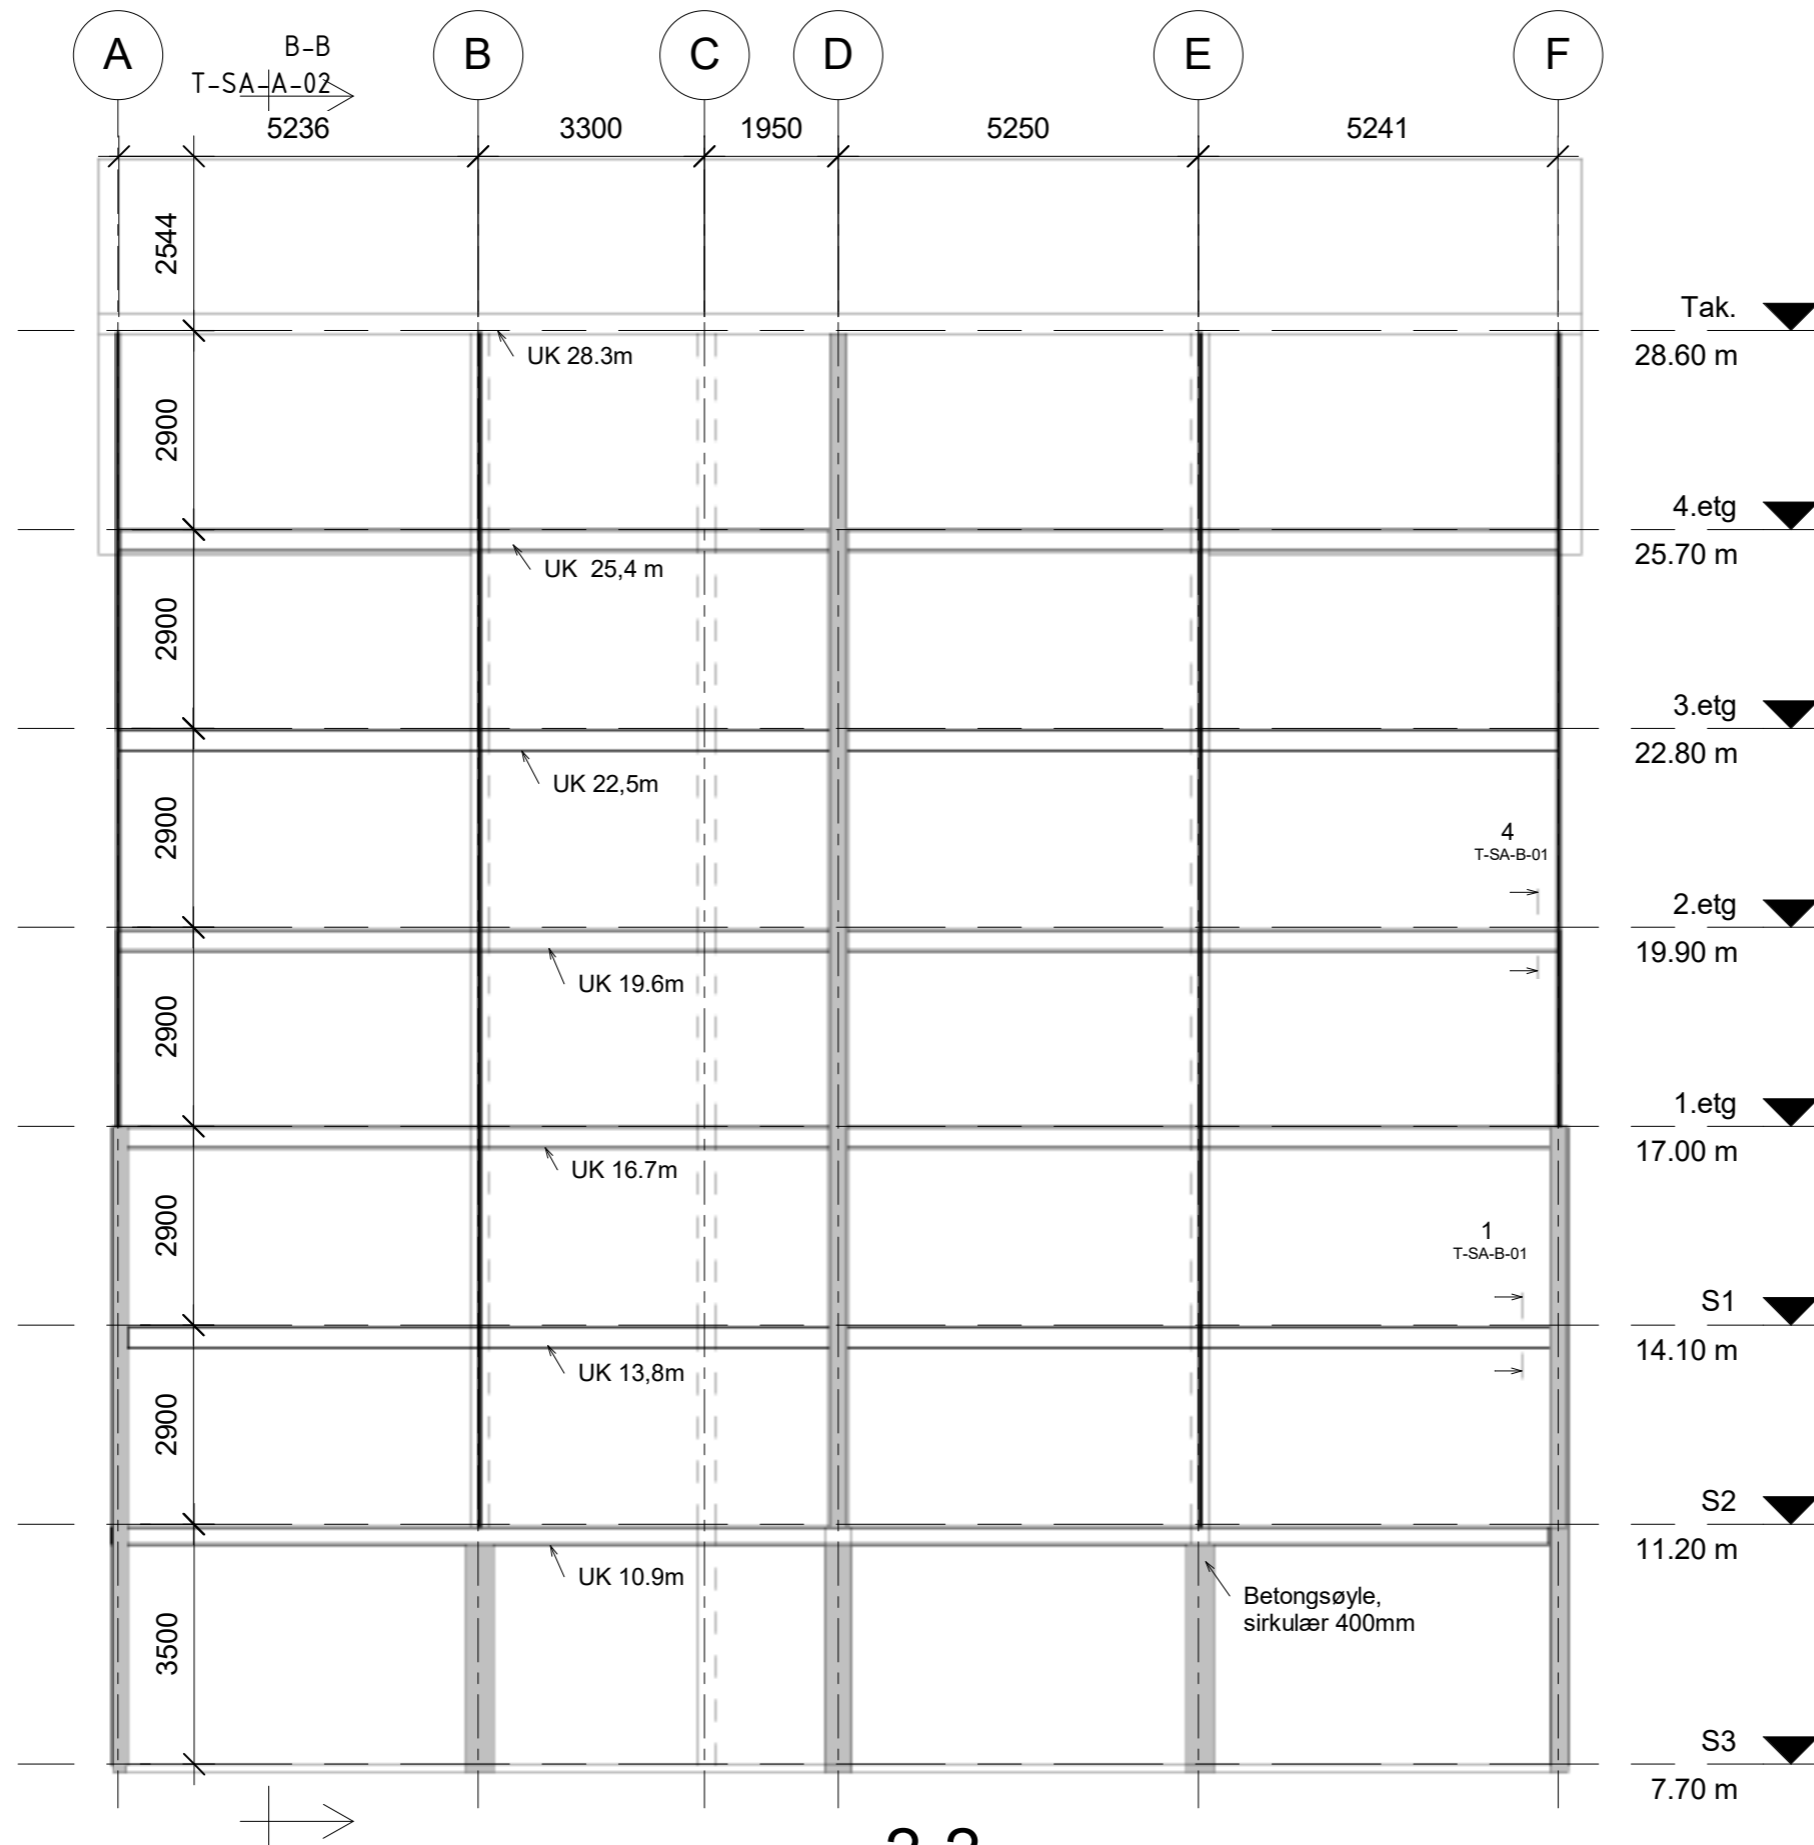 A
B-B
B
C
D
E
F
T-SA-A-02
5236
3300
1950
5250
5241
2544
Tak.
28.60 m
UK 28.3m
2900
4.etg
25.70 m
UK 25,4 m
2900
3.etg
22.80 m
UK 22,5m
2900
4
T-SA-B-01
2.etg
19.90 m
UK 19.6m
2900
1.etg
17.00 m
UK 16.7m
2900
1
T-SA-B-01
S1
14.10 m
UK 13,8m
2900
S2
11.20 m
UK 10.9m
Betongsøyle,
sirkulær 400mm
3500
S3
7.70 m